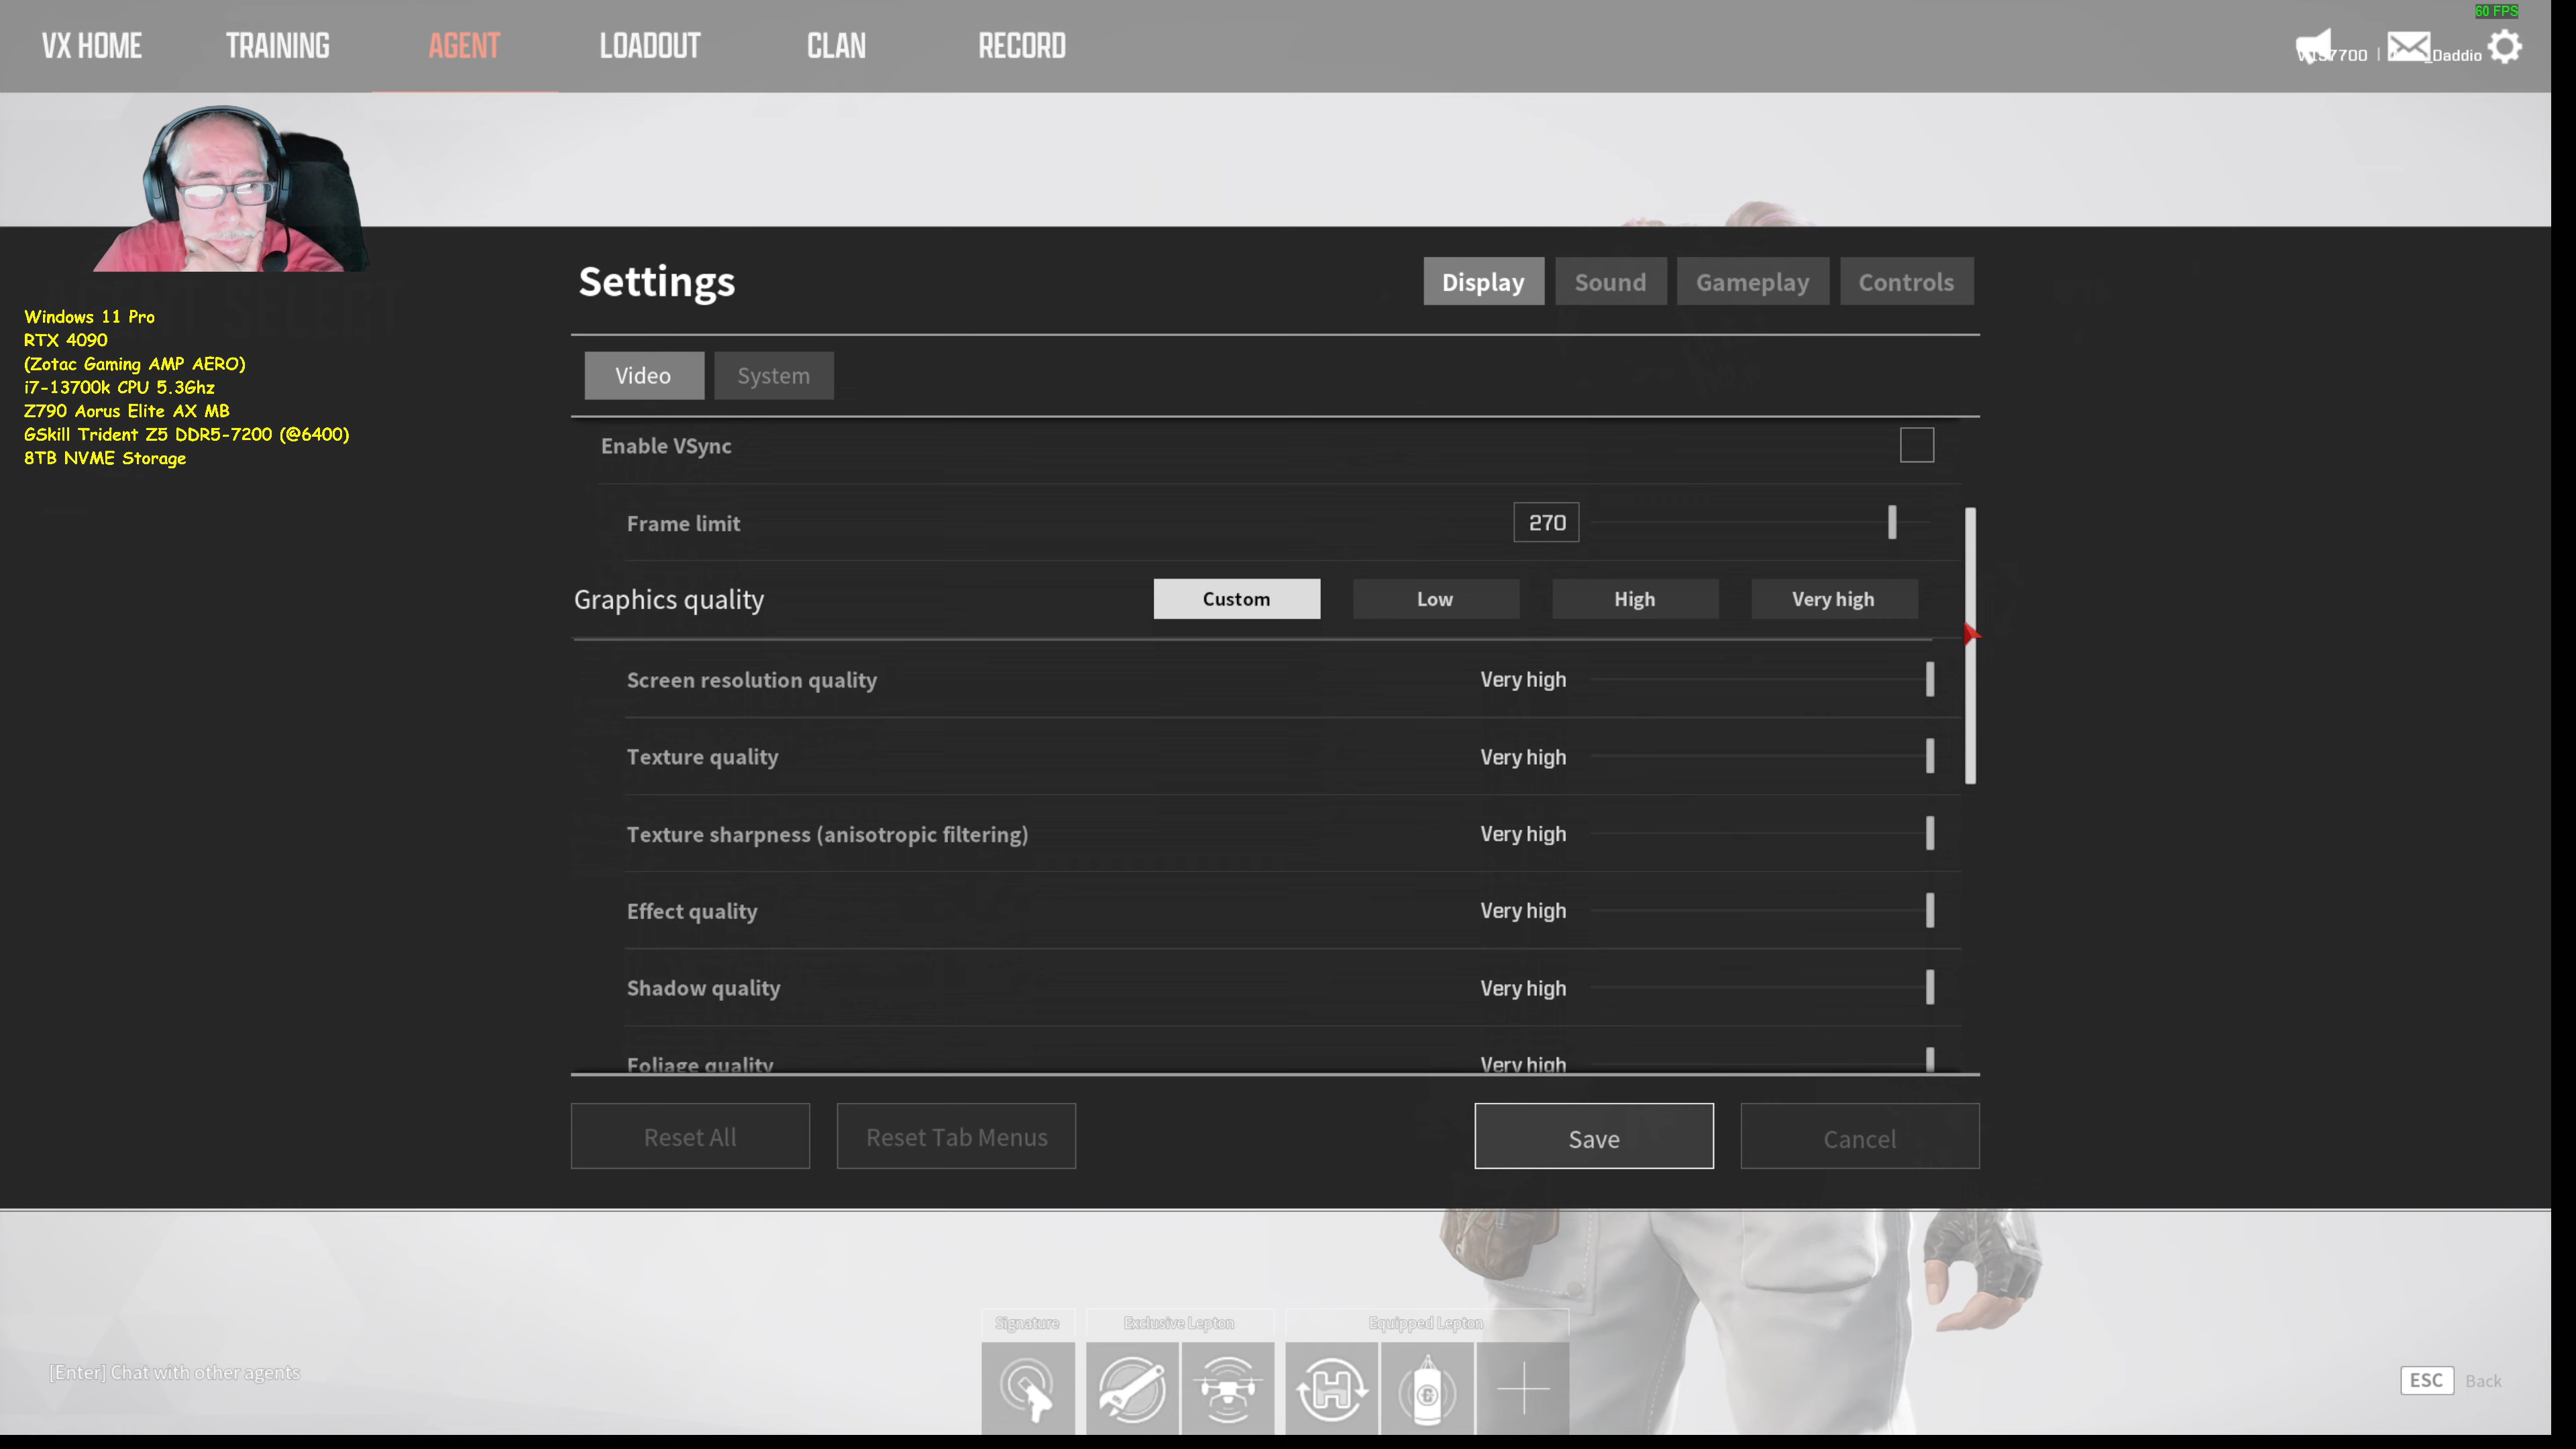 60 FPS
VX HOME
TRAINING
AGENT
LOADOUT
CLAN
RECORD
7700 | _Daddio
Settings
Display
Sound
Gameplay
Controls
Windows 11 Pro
RTX 4090
(Zotac Gaming AMP AERO)
i7-13700k CPU 5.3Ghz
Z790 Aorus Elite AX MB
GSkill Trident Z5 DDR5-7200 (@6400)
8TB NVME Storage
Video
System
Enable VSync
Frame limit 270
Graphics quality Custom Low High Very high
Screen resolution quality Very high
Texture quality Very high
Texture sharpness (anisotropic filtering) Very high
Effect quality Very high
Shadow quality Very high
Foliage quality Very high
Reset All
Reset Tab Menus
Save
Cancel
Signature
Exclusive Lepton
Equipped Lepton
[Enter] Chat with other agents
ESC Back